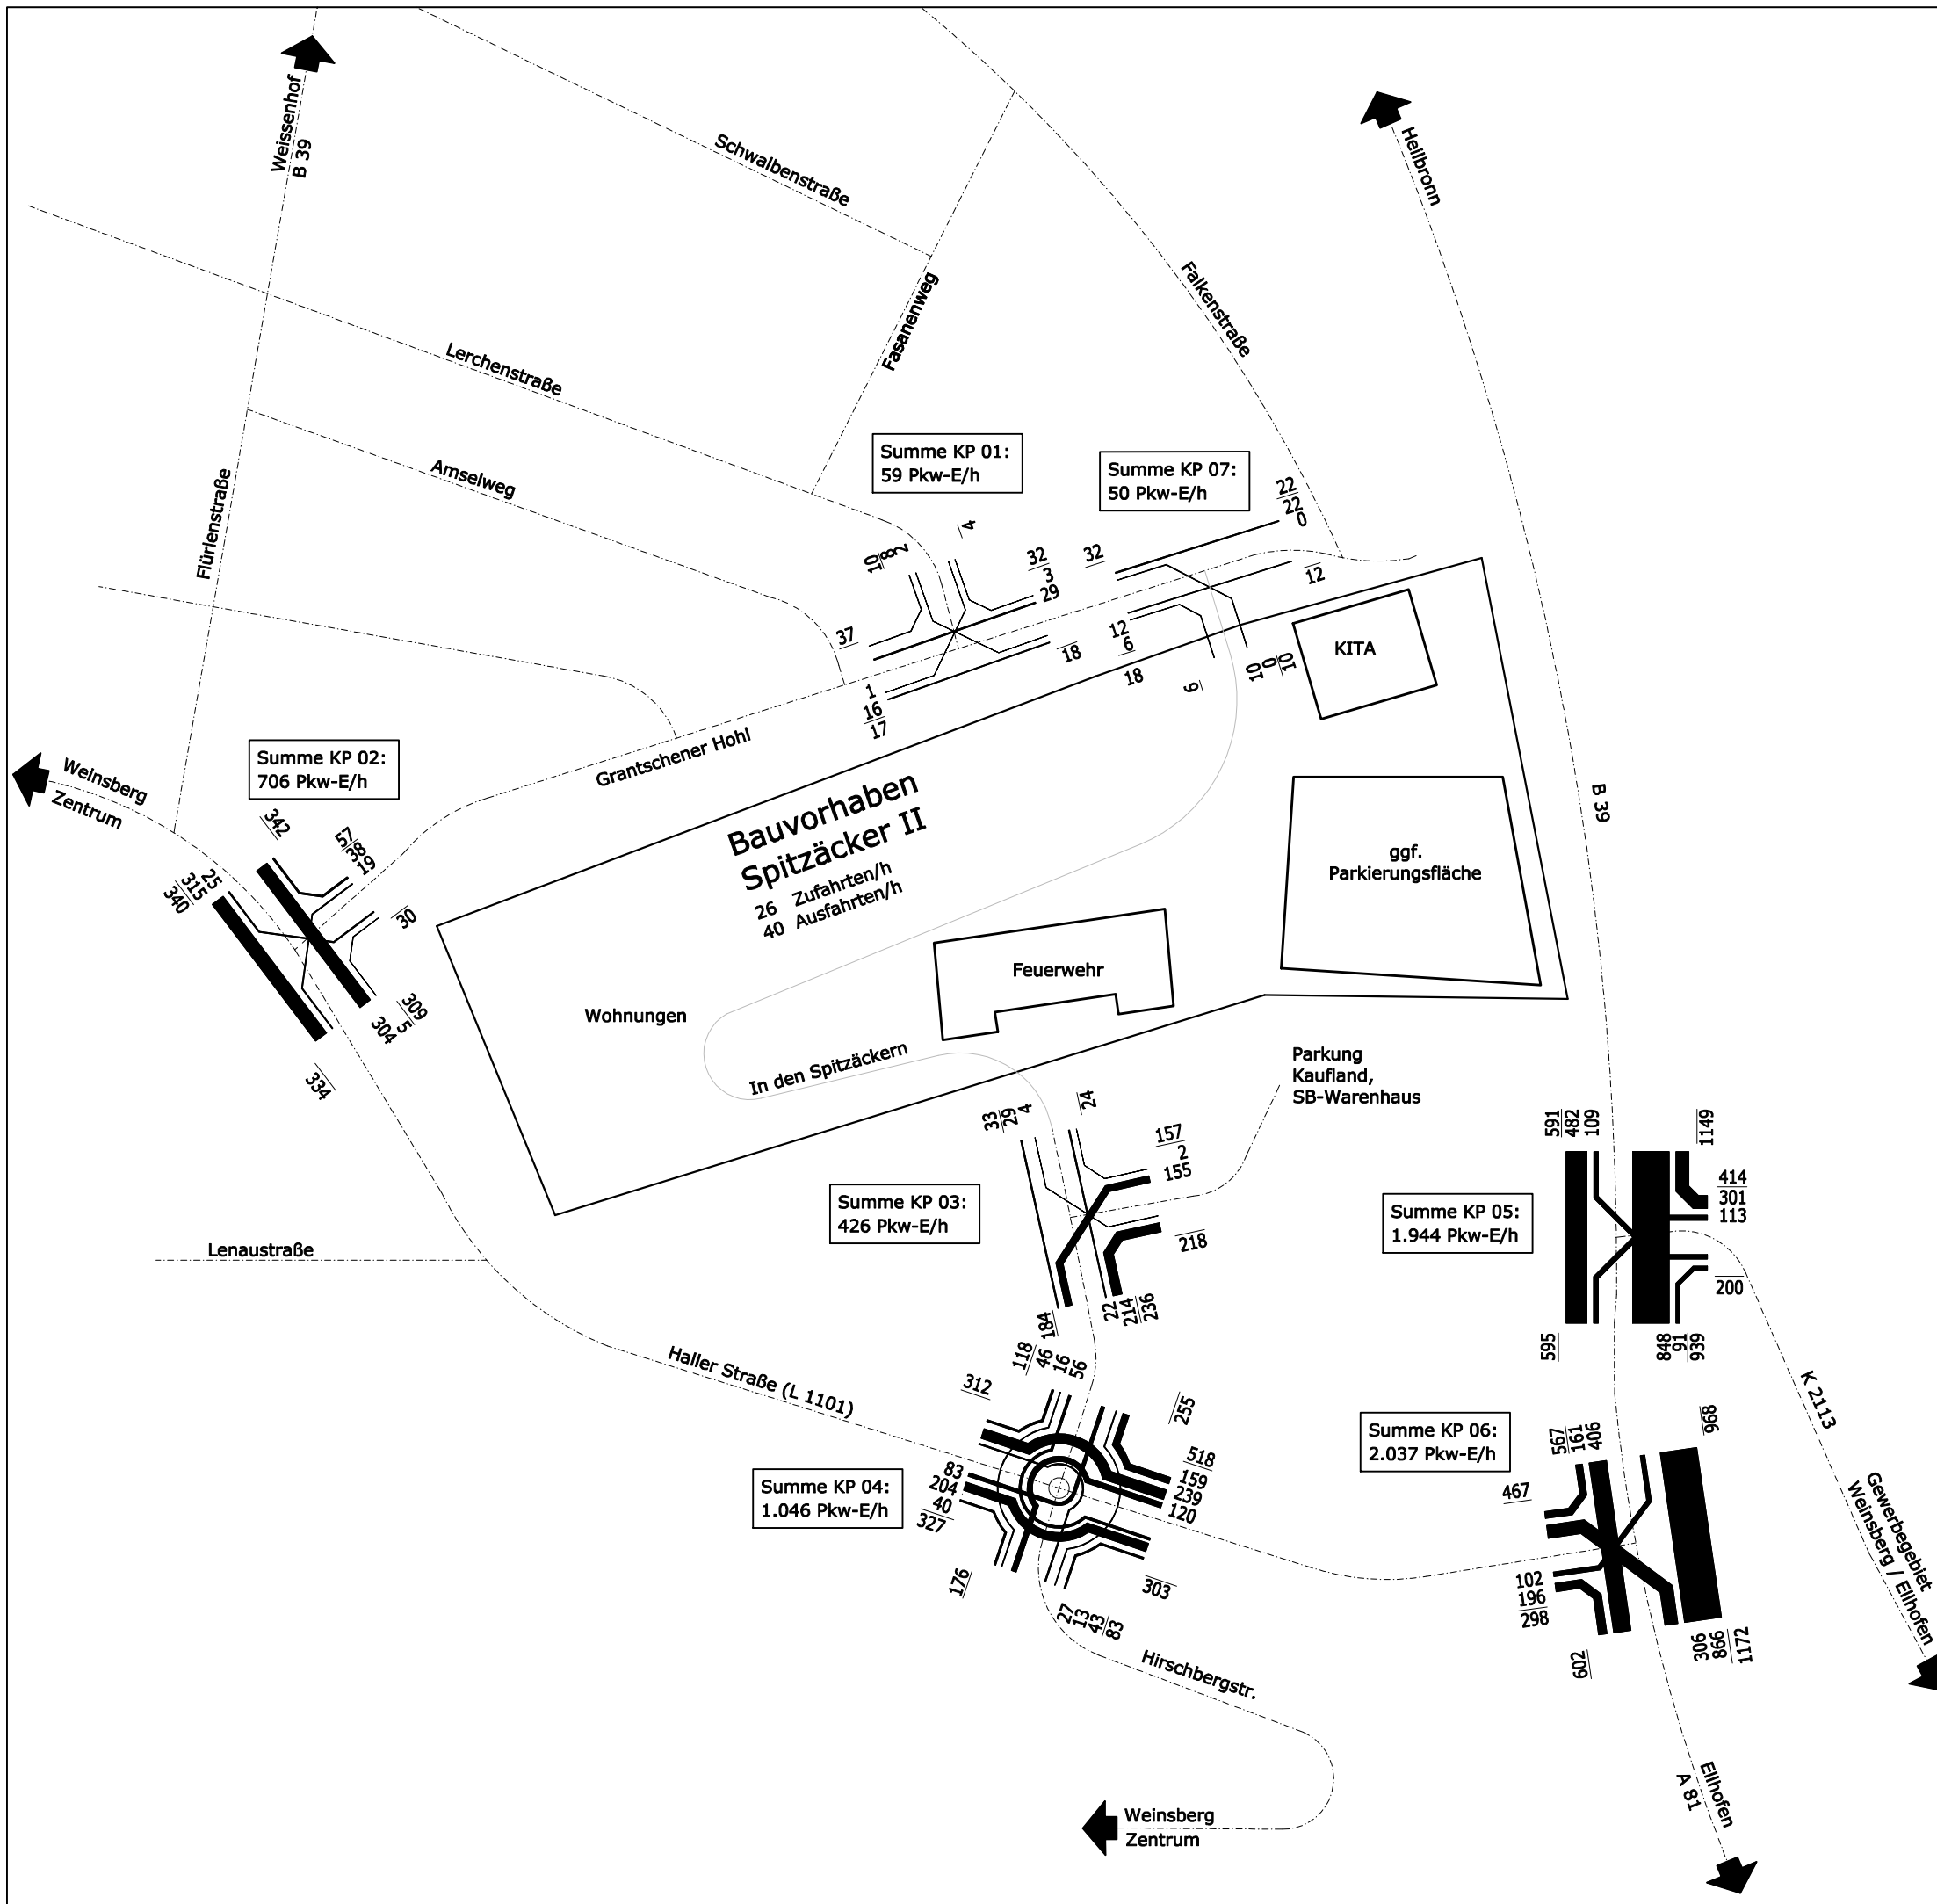 Weissenhof
B 39
Schwalbenstraße
Fasanenweg
Falkenstraße
Heilbronn
Lerchenstraße
Amselweg
Flürlenstraße
Summe KP 01:
59 Pkw-E/h
Summe KP 07:
50 Pkw-E/h
10
8
2
4
32
3
29
37
18
1
16
17
32
22
22
0
12
12
6
18
6
10
0
10
KITA
Grantschener Hohl
Weinsberg
Zentrum
Summe KP 02:
706 Pkw-E/h
342
57
38
19
25
315
340
30
309
5
304
334
Bauvorhaben
Spitzäcker II
26 Zufahrten/h
40 Ausfahrten/h
B 39
ggf.
Parkierungsfläche
Feuerwehr
Wohnungen
In den Spitzäckern
Parkung
Kaufland,
SB-Warenhaus
33
29
4
24
157
2
155
Summe KP 03:
426 Pkw-E/h
218
184
22
214
236
591
482
109
1149
414
301
113
Summe KP 05:
1.944 Pkw-E/h
200
595
848
91
939
Lenaustraße
Haller Straße (L 1101)
K 2113
118
46
16
56
312
255
518
159
239
120
83
204
40
327
Summe KP 04:
1.046 Pkw-E/h
176
303
27
13
43
83
Summe KP 06:
2.037 Pkw-E/h
567
161
406
968
467
102
196
298
602
306
866
1172
Gewerbegebiet
Weinsberg / Ellhofen
Hirschbergstr.
Weinsberg
Zentrum
Ellhofen
A 81